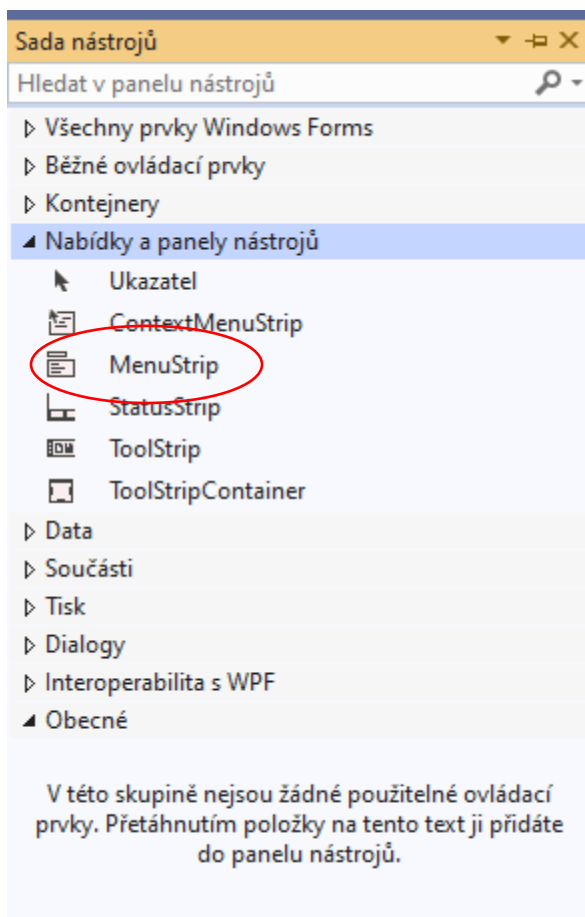 Sada nástrojů
Hledat v panelu nástrojů
Všechny prvky Windows Forms
Běžné ovládací prvky
Kontejnery
Nabídky a panely nástrojů
Ukazatel
ContextMenuStrip
MenuStrip
StatusStrip
ToolStrip
ToolStripContainer
Data
Součásti
Tisk
Dialogy
Interoperabilita s WPF
Obecné
V této skupině nejsou žádné použitelné ovládací
prvky. Přetáhnutím položky na tento text ji přidáte
do panelu nástrojů.